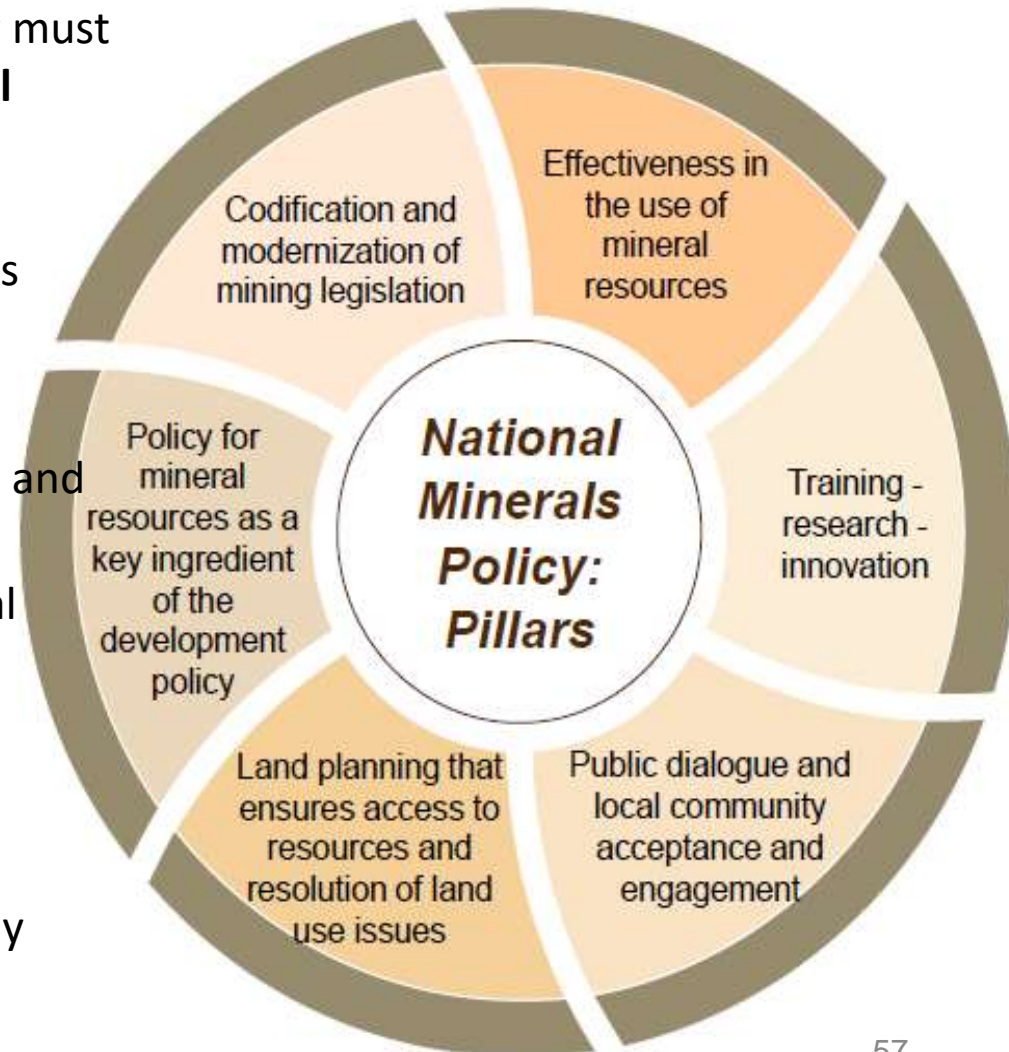 must
l
s
and
al
y
Codification and
modernization of
mining legislation
Effectiveness in
the use of
mineral
resources
Training -
research -
innovation
Public dialogue and
local community
acceptance and
engagement
Land planning that
ensures access to
resources and
resolution of land
use issues
Policy for
mineral
resources as a
key ingredient
of the
development
policy
National
Minerals
Policy:
Pillars
57